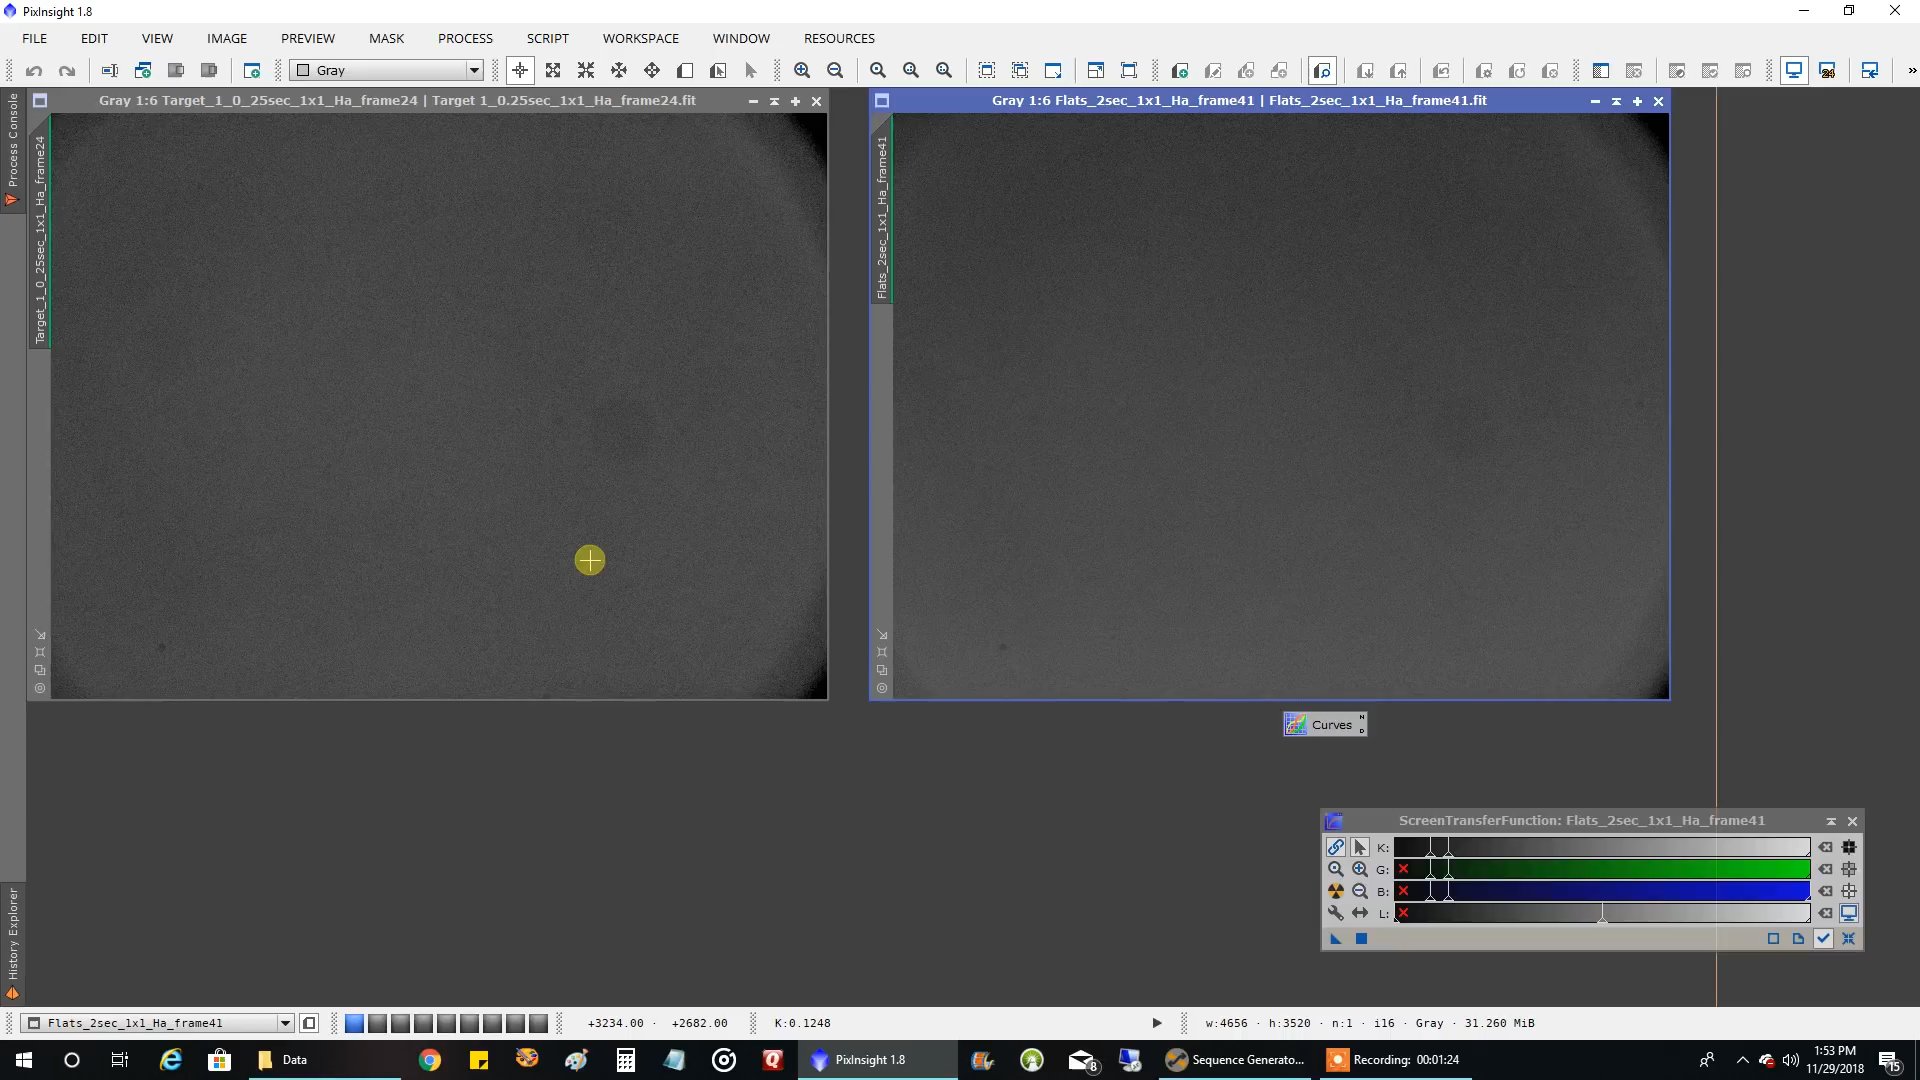 PixInsight 1.8
FILE EDIT VIEW IMAGE PREVIEW MASK PROCESS SCRIPT WORKSPACE WINDOW RESOURCES
Gray
24
»
Process Console
Gray 1:6 Target_1_0_25sec_1x1_Ha_frame24 | Target 1_0.25sec_1x1_Ha_frame24.fit
Target_1_0_25sec_1x1_Ha_frame24
Gray 1:6 Flats_2sec_1x1_Ha_frame41 | Flats_2sec_1x1_Ha_frame41.fit
Flats_2sec_1x1_Ha_frame41
Curves N D
ScreenTransferFunction: Flats_2sec_1x1_Ha_frame41
K:
G:
B:
L:
History Explorer
Flats_2sec_1x1_Ha_frame41
+3234.00 · +2682.00
K:0.1248
w:4656 · h:3520 · n:1 · i16 · Gray · 31.260 MiB
Data
PixInsight 1.8
8
Sequence Generato...
Recording: 00:01:24
1:53 PM
11/29/2018
15